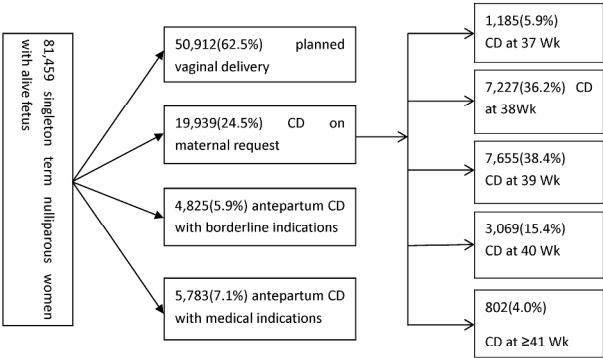 81,459 singleton term nulliparous women
with alive fetus
50,912(62.5%) planned
vaginal delivery
19,939(24.5%) CD on
maternal request
4,825(5.9%) antepartum CD
with borderline indications
5,783(7.1%) antepartum CD
with medical indications
1,185(5.9%)
CD at 37 Wk
7,227(36.2%) CD
at 38Wk
7,655(38.4%)
CD at 39 Wk
3,069(15.4%)
CD at 40 Wk
802(4.0%)
CD at ≥41 Wk